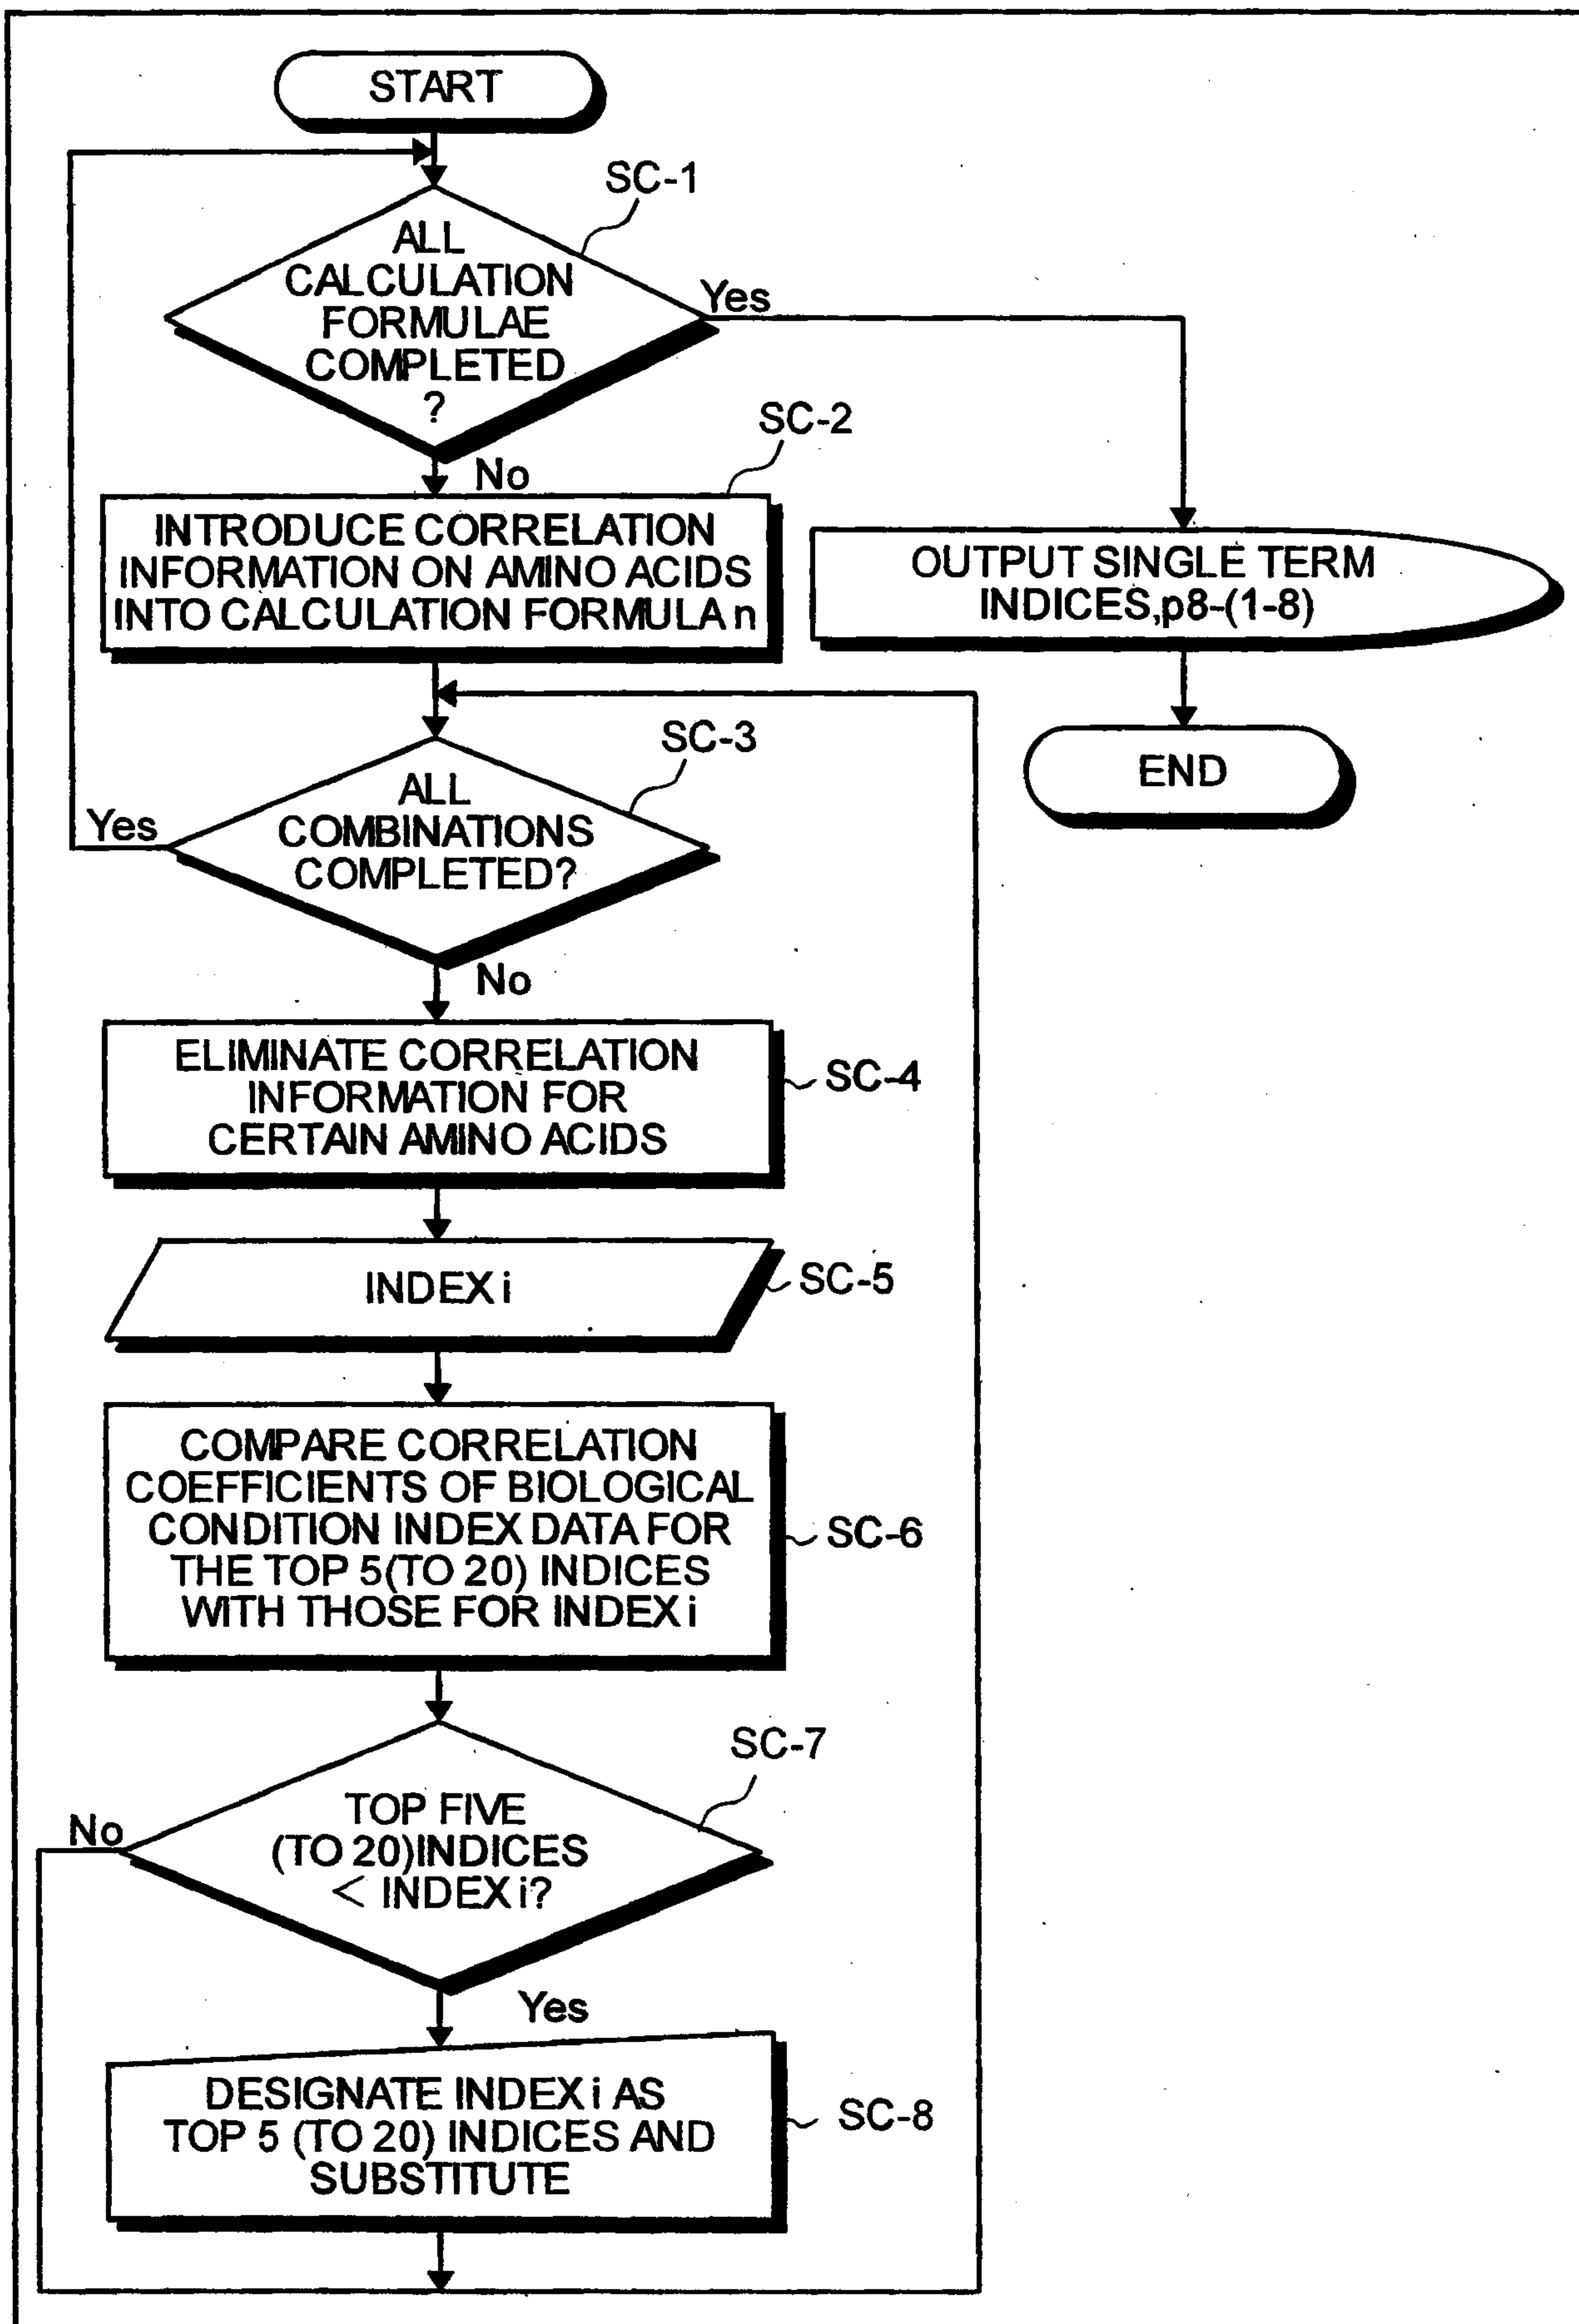 START
SC-1
ALL
CALCULATION
FORMULAE
COMPLETED
?
Yes
No
SC-2
INTRODUCE CORRELATION
INFORMATION ON AMINO ACIDS
INTO CALCULATION FORMULA n
OUTPUT SINGLE TERM
INDICES,p8-(1-8)
END
SC-3
ALL
COMBINATIONS
COMPLETED?
Yes
No
ELIMINATE CORRELATION
INFORMATION FOR
CERTAIN AMINO ACIDS
SC-4
INDEX i
SC-5
COMPARE CORRELATION
COEFFICIENTS OF BIOLOGICAL
CONDITION INDEX DATA FOR
THE TOP 5(TO 20) INDICES
WITH THOSE FOR INDEX i
SC-6
SC-7
TOP FIVE
(TO 20)INDICES
< INDEX i?
No
Yes
DESIGNATE INDEX i AS
TOP 5 (TO 20) INDICES AND
SUBSTITUTE
SC-8